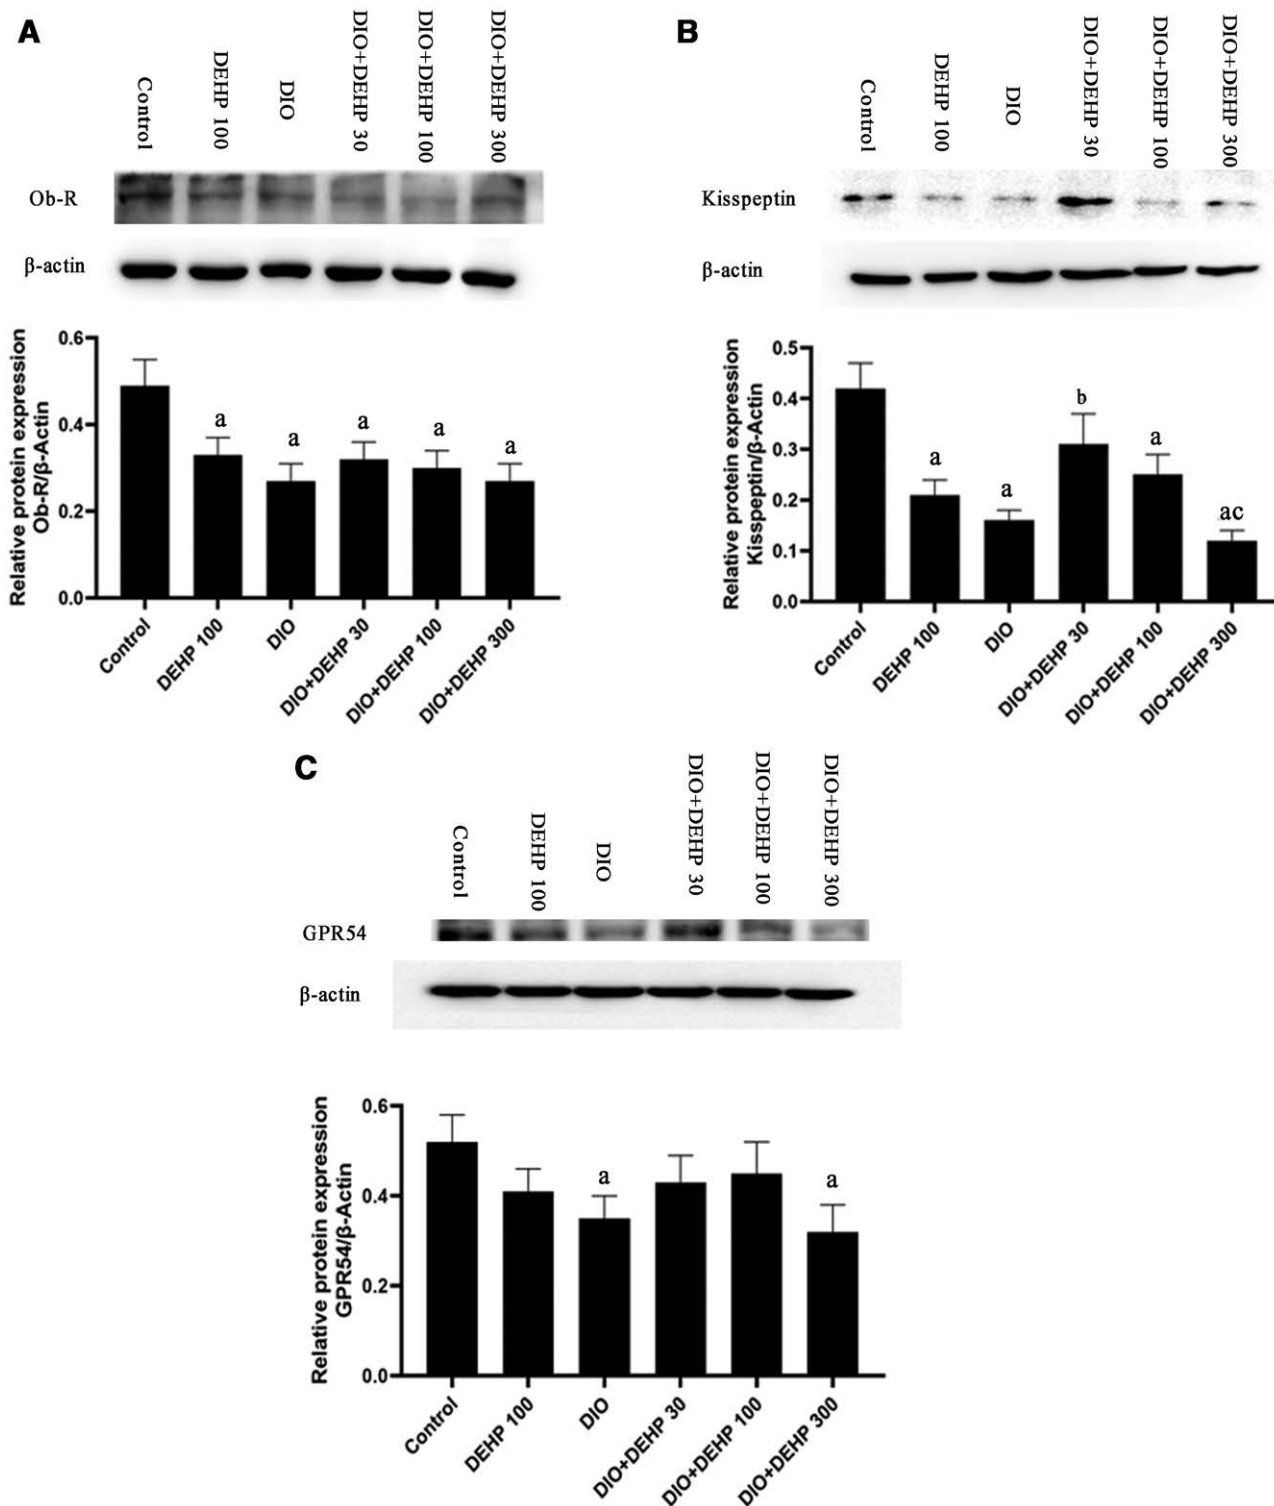 A
Control
DEHP 100
DIO
DIO+DEHP 30
DIO+DEHP 100
DIO+DEHP 300
Ob-R
β-actin
Relative protein expression
Ob-R/β-Actin
0.6
0.4
0.2
0.0
a
a
a
a
a
Control
DEHP 100
DIO
DIO+DEHP 30
DIO+DEHP 100
DIO+DEHP 300
B
Control
DEHP 100
DIO
DIO+DEHP 30
DIO+DEHP 100
DIO+DEHP 300
Kisspeptin
β-actin
Relative protein expression
Kisspeptin/β-Actin
0.5
0.4
0.3
0.2
0.1
0.0
a
a
b
a
ac
Control
DEHP 100
DIO
DIO+DEHP 30
DIO+DEHP 100
DIO+DEHP 300
C
Control
DEHP 100
DIO
DIO+DEHP 30
DIO+DEHP 100
DIO+DEHP 300
GPR54
β-actin
Relative protein expression
GPR54/β-Actin
0.6
0.4
0.2
0.0
a
a
Control
DEHP 100
DIO
DIO+DEHP 30
DIO+DEHP 100
DIO+DEHP 300